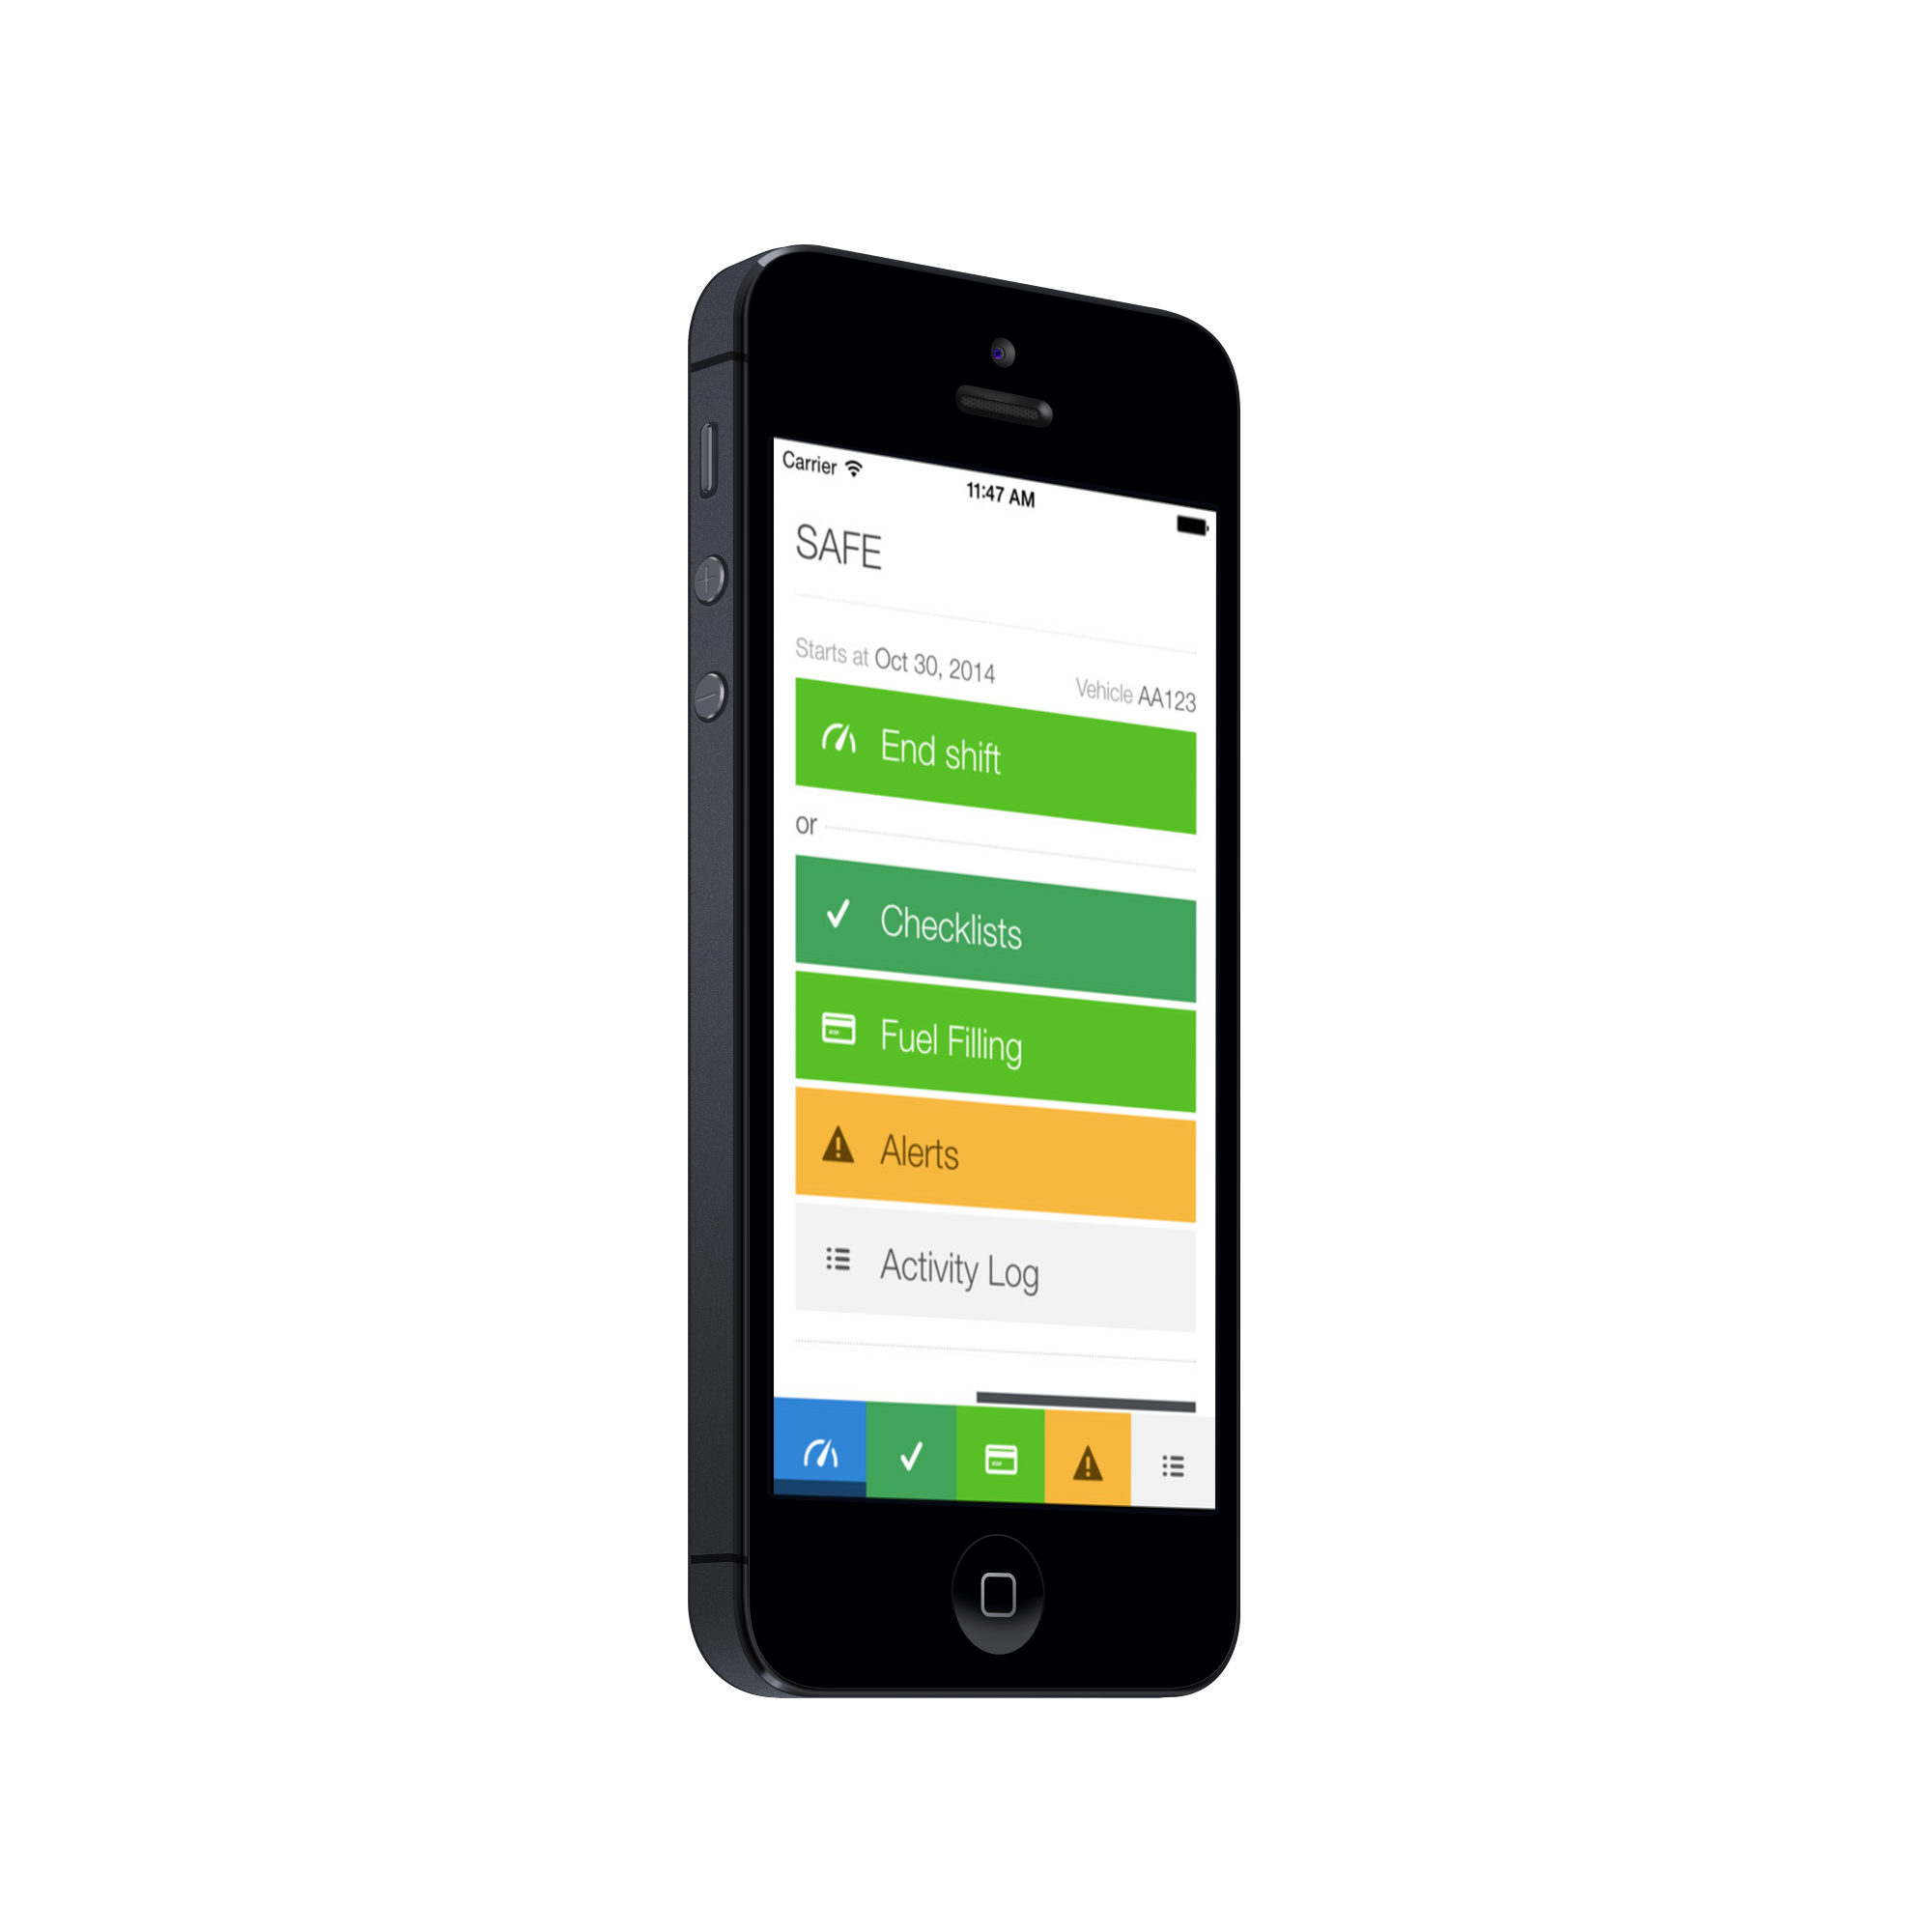 Carrier
11:47 AM
SAFE
Starts at Oct 30, 2014
Vehicle AA123
End shift
or
Checklists
Fuel Filling
Alerts
Activity Log